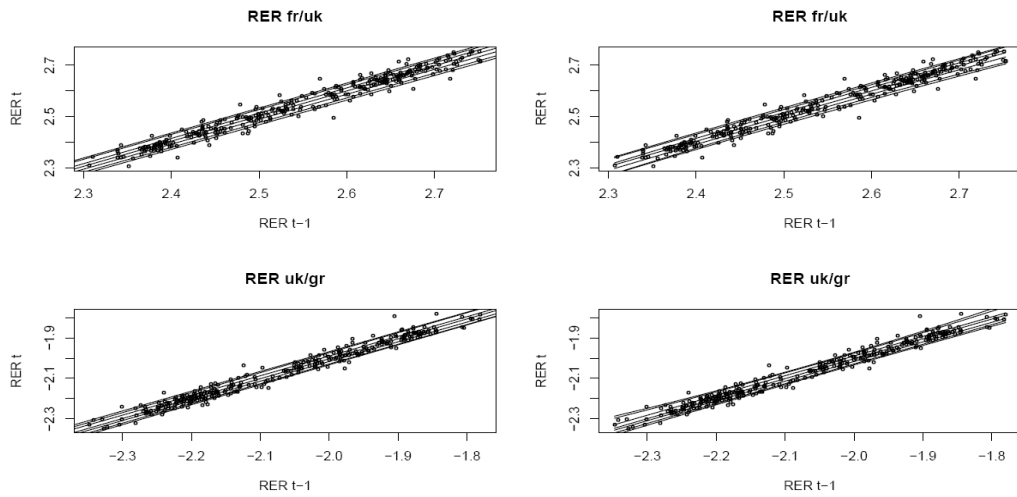 RER fr/uk
RER t
2.7
2.5
2.3
2.3 2.4 2.5 2.6 2.7
RER t−1
RER fr/uk
RER t
2.7
2.5
2.3
2.3 2.4 2.5 2.6 2.7
RER t−1
RER uk/gr
RER t
−1.9
−2.1
−2.3
−2.3 −2.2 −2.1 −2.0 −1.9 −1.8
RER t−1
RER uk/gr
RER t
−1.9
−2.1
−2.3
−2.3 −2.2 −2.1 −2.0 −1.9 −1.8
RER t−1